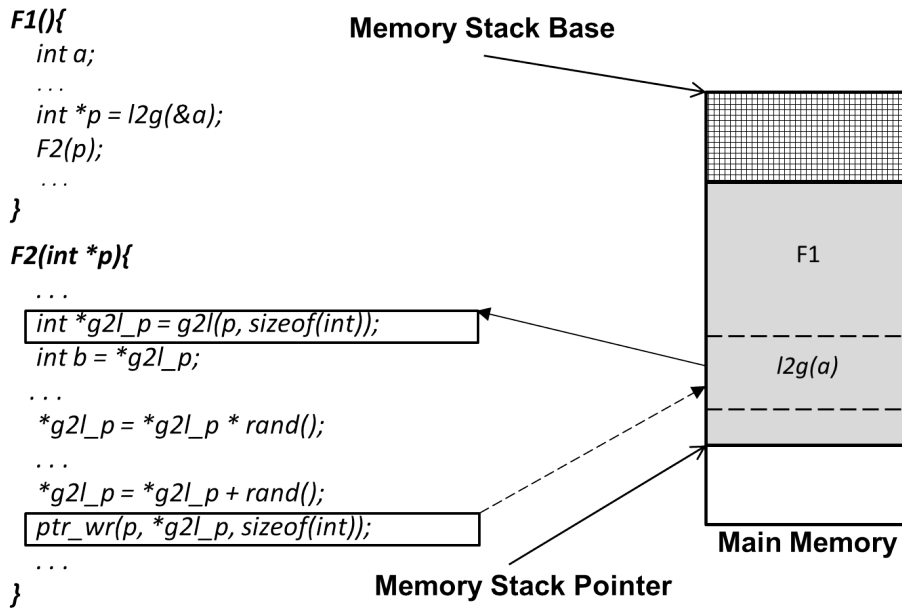 F1(){
int a;
...
int *p = l2g(&a);
F2(p);
...
}
F2(int *p){
...
int *g2l_p = g2l(p, sizeof(int));
int b = *g2l_p;
...
*g2l_p = *g2l_p * rand();
...
*g2l_p = *g2l_p + rand();
ptr_wr(p, *g2l_p, sizeof(int));
...
}
Memory Stack Base
F1
l2g(a)
Main Memory
Memory Stack Pointer